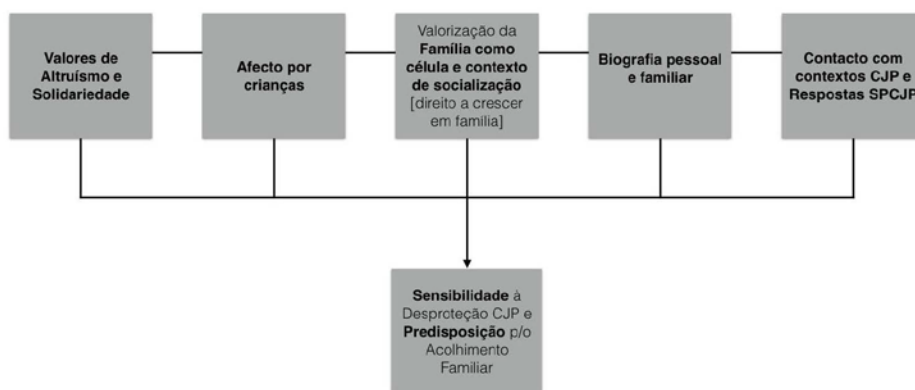 Valores de
Altruísmo e
Solidariedade
Afecto por
crianças
Valorização da
Família como
célula e contexto
de socialização
[direito a crescer
em família]
Biografia pessoal
e familiar
Contacto com
contextos CJP e
Respostas SPCJP
Sensibilidade à
Desproteção CJP e
Predisposição p/o
Acolhimento
Familiar